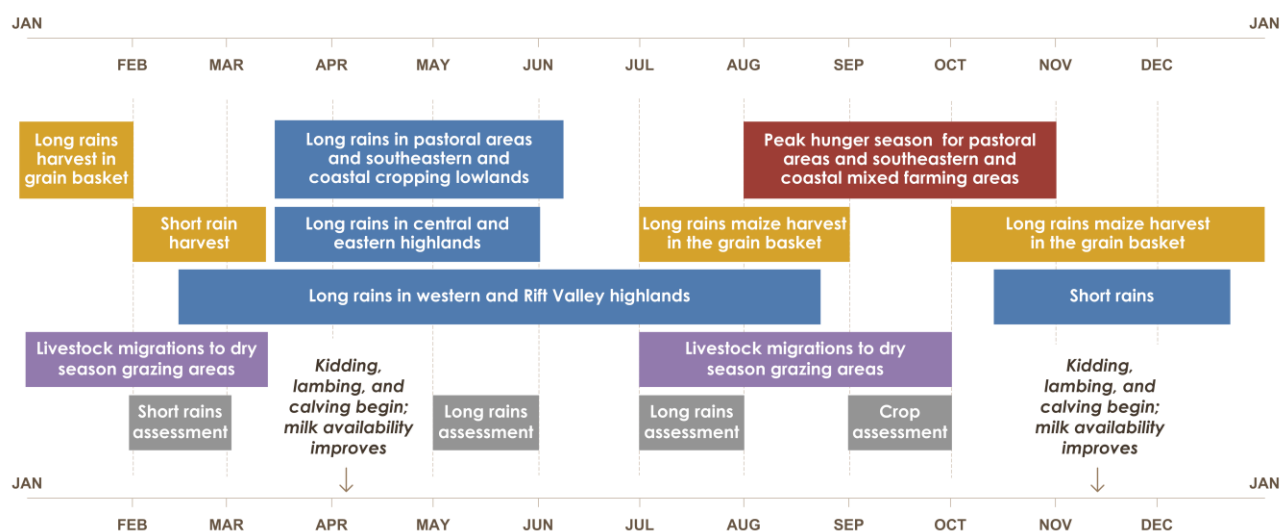 JAN JAN
FEB MAR APR MAY JUN JUL AUG SEP OCT NOV DEC
Long rains
harvest in
grain basket
Long rains in pastoral areas
and southeastern and
coastal cropping lowlands
Peak hunger season for pastoral
areas and southeastern and
coastal mixed farming areas
Short rain
harvest
Long rains in central and
eastern highlands
Long rains maize harvest
in the grain basket
Long rains maize harvest
in the grain basket
Long rains in western and Rift Valley highlands
Short rains
Livestock migrations to dry
season grazing areas
Kidding,
lambing, and
calving begin;
milk availability
improves
Livestock migrations to dry
season grazing areas
Kidding,
lambing, and
calving begin;
milk availability
improves
Short rains
assessment
Long rains
assessment
Long rains
assessment
Crop
assessment
JAN JAN
FEB MAR APR MAY JUN JUL AUG SEP OCT NOV DEC